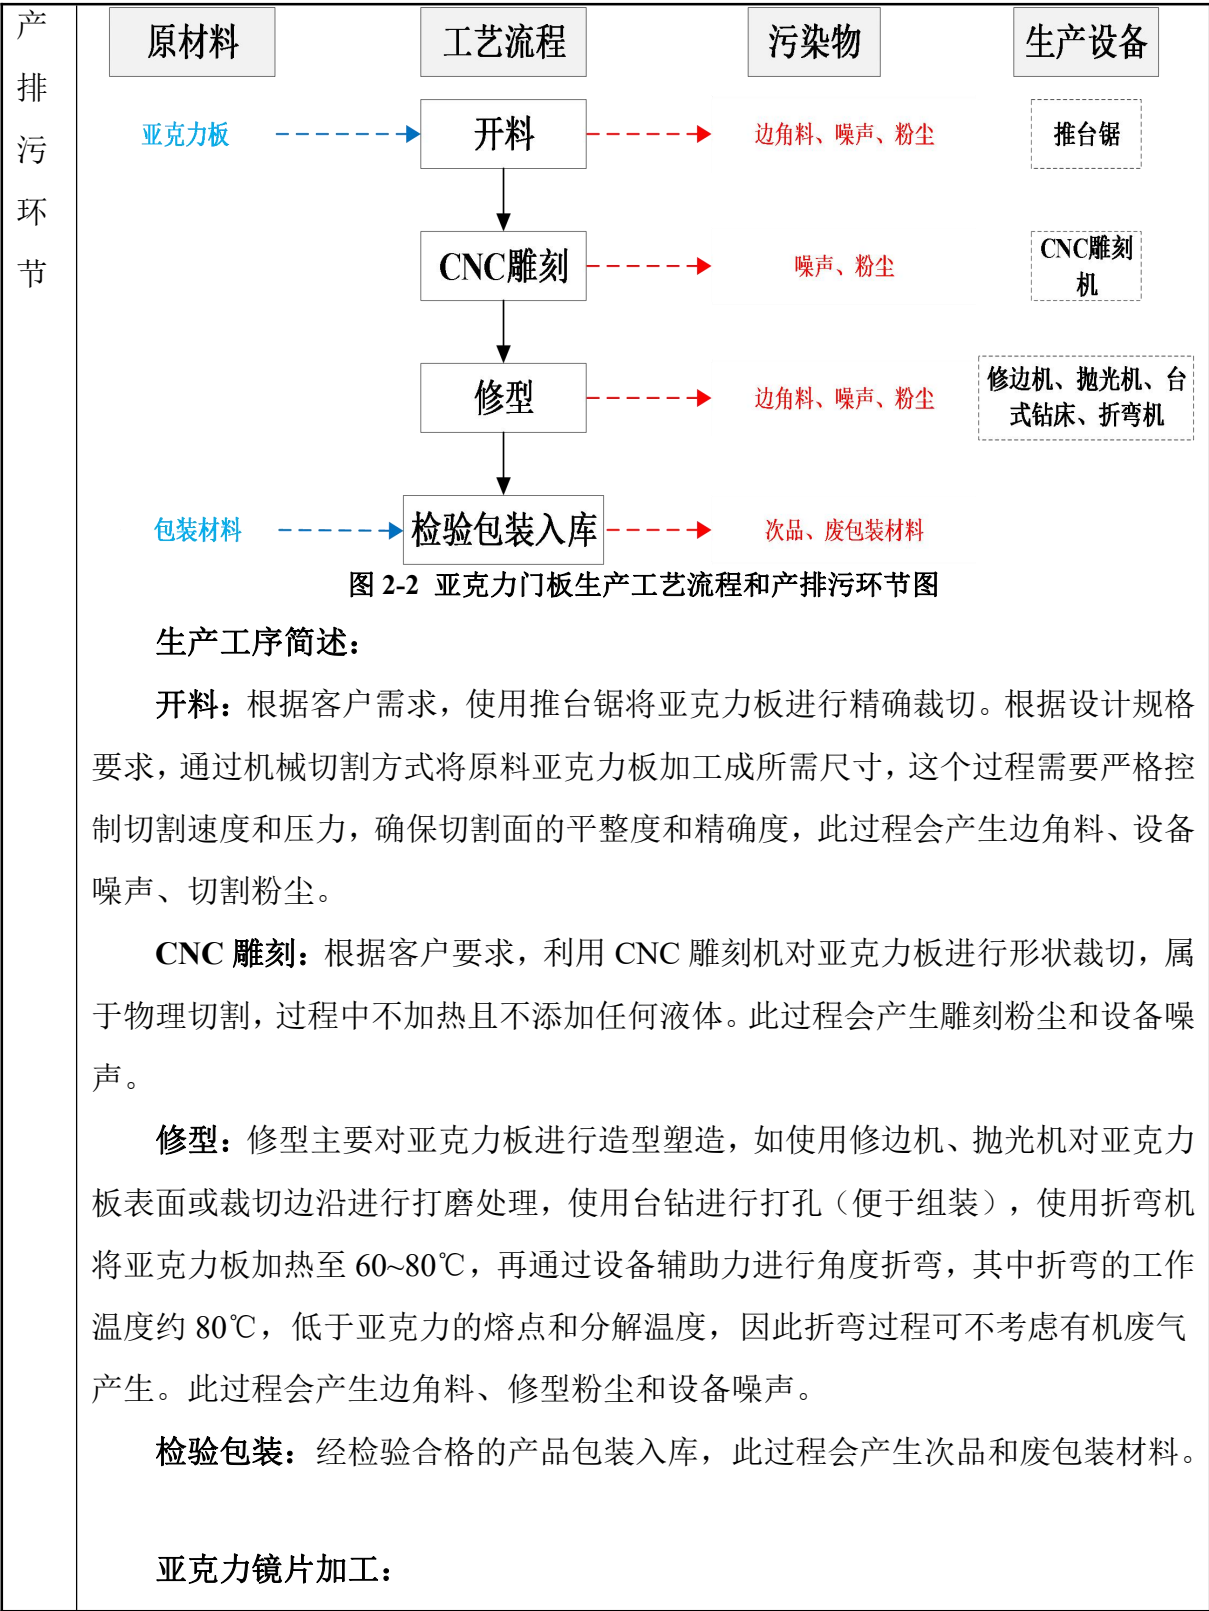 产
排
污
环
节
原材料 工艺流程 污染物 生产设备
亚克力板 开料 边角料、噪声、粉尘 推台锯
CNC雕刻 噪声、粉尘 CNC雕刻
机
修型 边角料、噪声、粉尘 修边机、抛光机、台
式钻床、折弯机
包装材料 检验包装入库 次品、废包装材料
图 2-2 亚克力门板生产工艺流程和产排污环节图
生产工序简述：
开料：根据客户需求，使用推台锯将亚克力板进行精确裁切。根据设计规格
要求，通过机械切割方式将原料亚克力板加工成所需尺寸，这个过程需要严格控
制切割速度和压力，确保切割面的平整度和精确度，此过程会产生边角料、设备
噪声、切割粉尘。
CNC 雕刻：根据客户要求，利用 CNC 雕刻机对亚克力板进行形状裁切，属
于物理切割，过程中不加热且不添加任何液体。此过程会产生雕刻粉尘和设备噪
声。
修型：修型主要对亚克力板进行造型塑造，如使用修边机、抛光机对亚克力
板表面或裁切边沿进行打磨处理，使用台钻进行打孔（便于组装），使用折弯机
将亚克力板加热至 60~80℃，再通过设备辅助力进行角度折弯，其中折弯的工作
温度约 80℃，低于亚克力的熔点和分解温度，因此折弯过程可不考虑有机废气
产生。此过程会产生边角料、修型粉尘和设备噪声。
检验包装：经检验合格的产品包装入库，此过程会产生次品和废包装材料。
亚克力镜片加工：